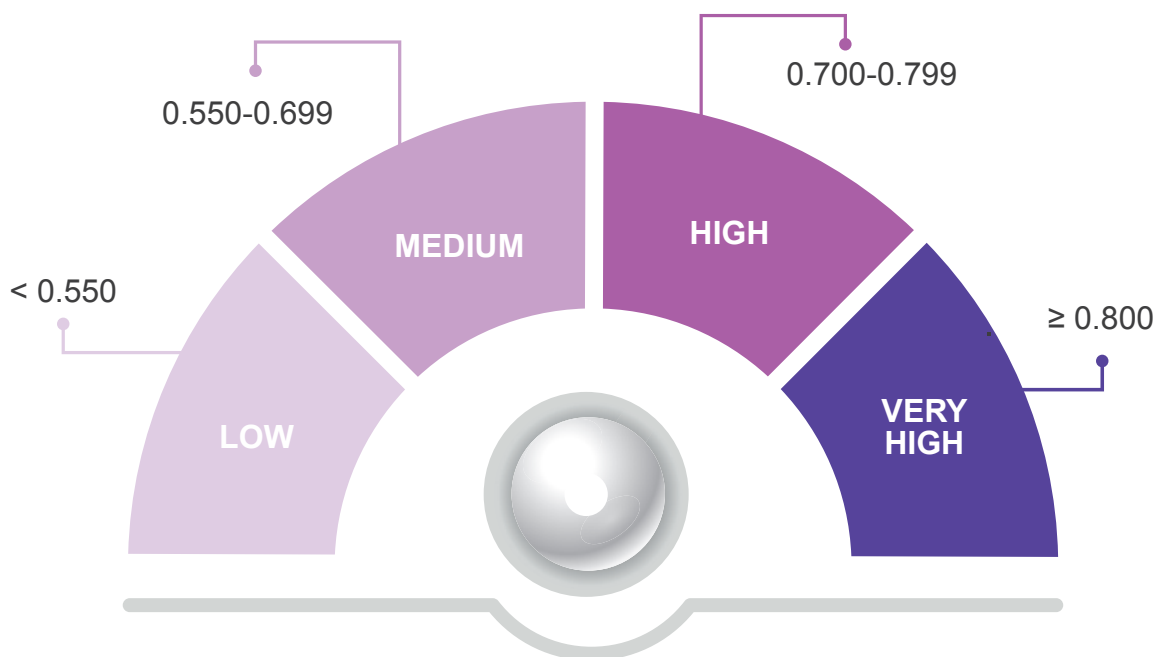 0.700-0.799
0.550-0.699
HIGH
MEDIUM
< 0.550
≥ 0.800
VERY
HIGH
LOW